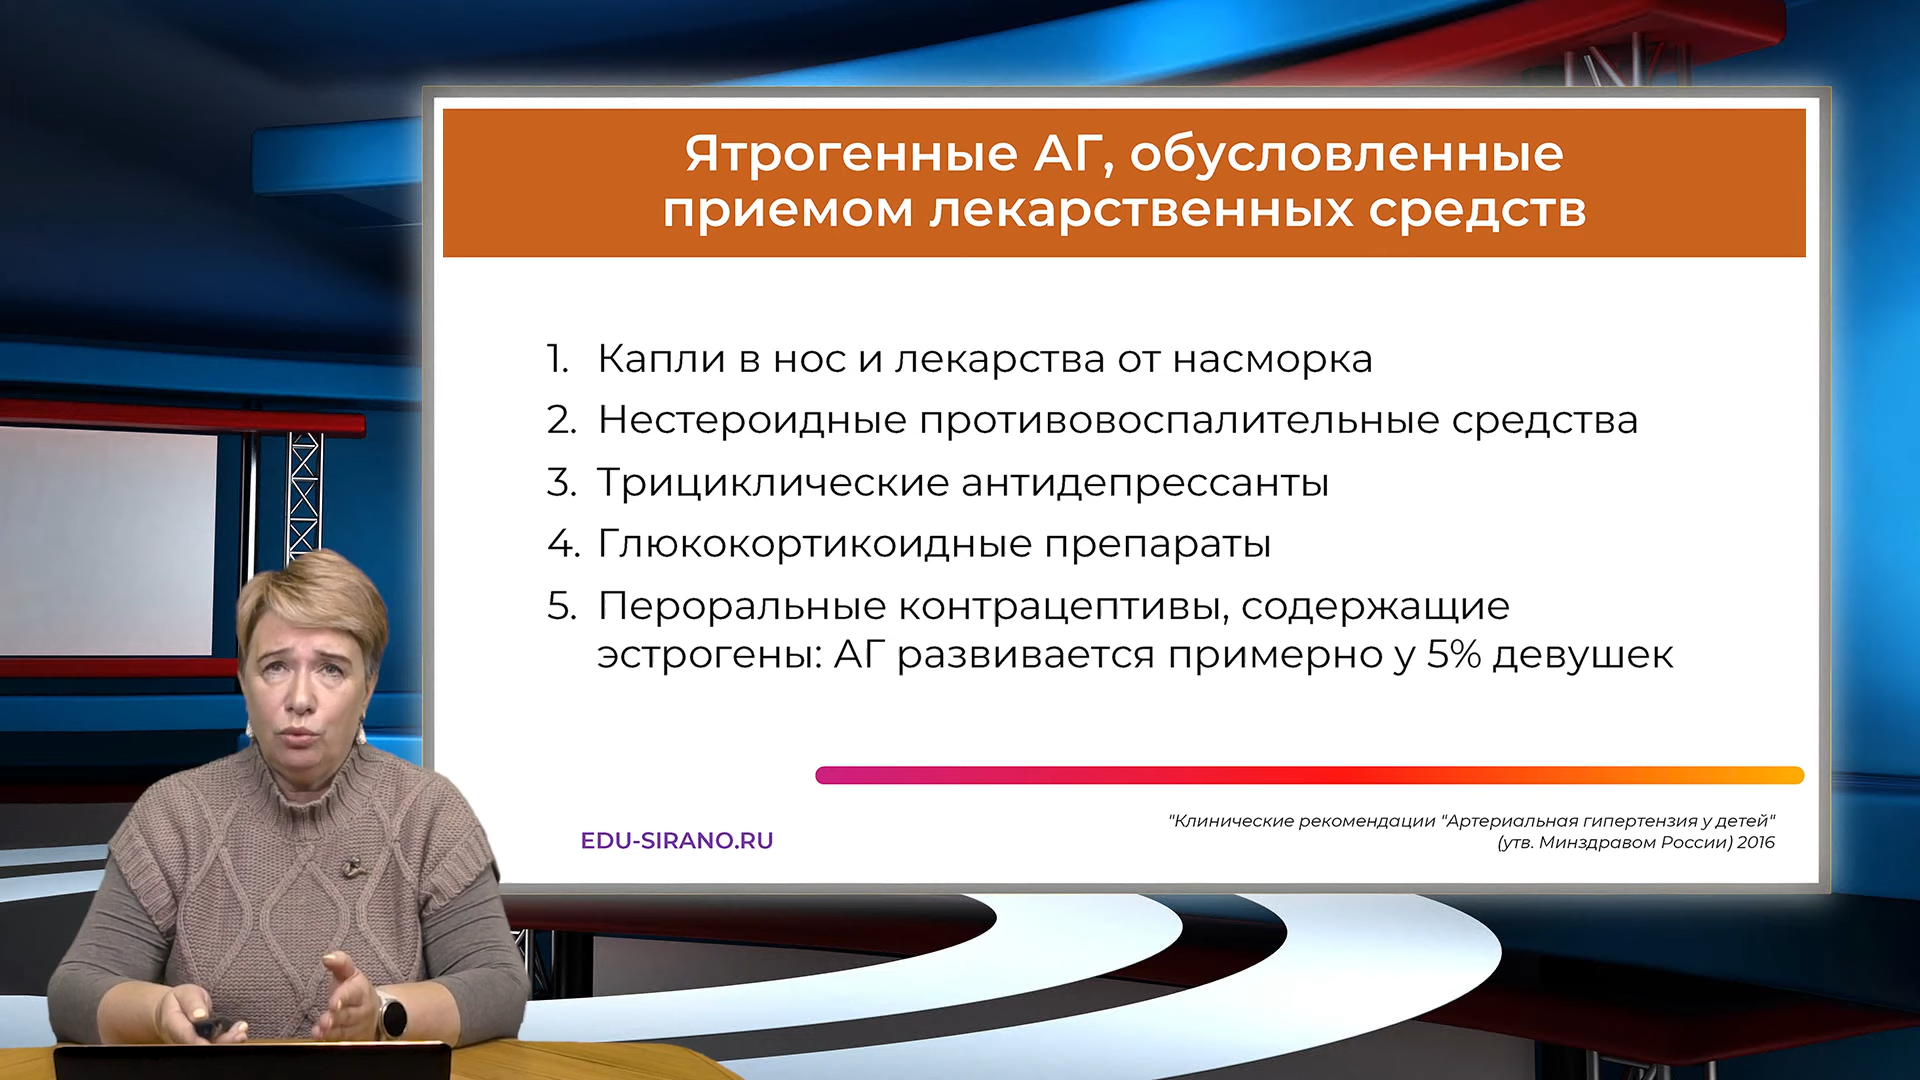 Ятрогенные АГ, обусловленные
приемом лекарственных средств
1. Капли в нос и лекарства от насморка
2. Нестероидные противовоспалительные средства
3. Трициклические антидепрессанты
4. Глюкокортикоидные препараты
5. Пероральные контрацептивы, содержащие
эстрогены: АГ развивается примерно у 5% девушек
EDU-SIRANO.RU
"Клинические рекомендации "Артериальная гипертензия у детей"
(утв. Минздравом России) 2016